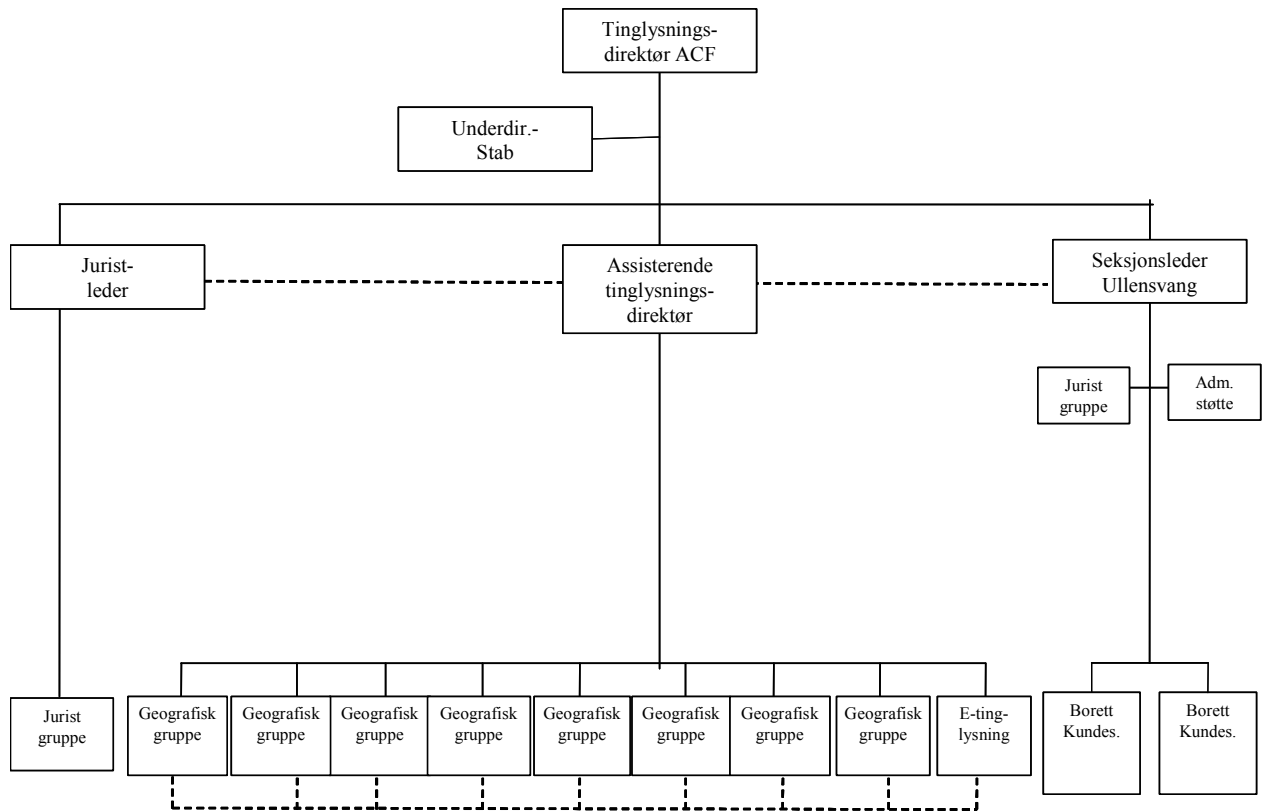 Tinglysnings-
direktør ACF
Underdir.-
Stab
Jurist-
leder
Assisterende
tinglysnings-
direktør
Seksjonsleder
Ullensvang
Jurist
gruppe
Adm.
støtte
Jurist
gruppe
Geografisk
gruppe
Geografisk
gruppe
Geografisk
gruppe
Geografisk
gruppe
Geografisk
gruppe
Geografisk
gruppe
Geografisk
gruppe
Geografisk
gruppe
E-ting-
lysning
Borett
Kundes.
Borett
Kundes.